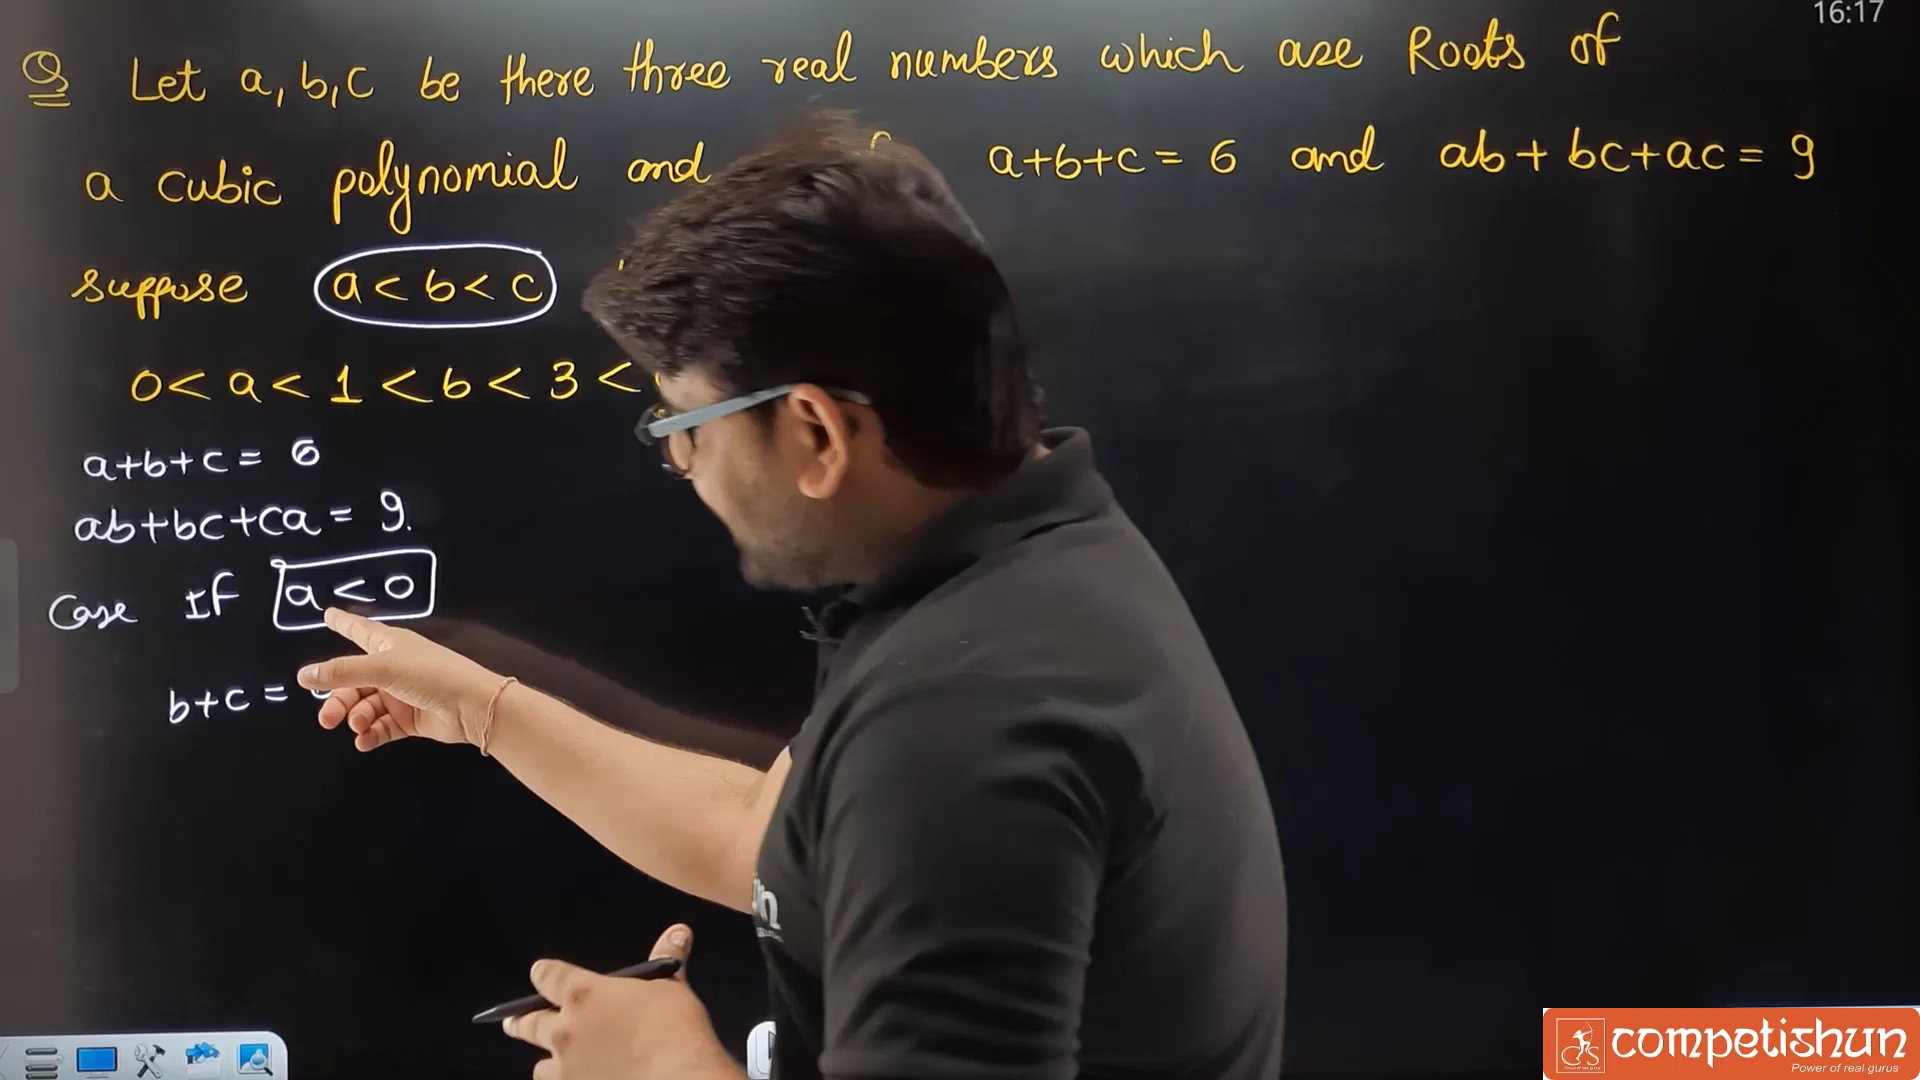 16:17
Q Let a,b,c be there three real numbers which are Roots of
a cubic polynomial and a+b+c = 6 and ab + bc+ac = 9
suppose a < b < c
0 < a < 1 < b < 3 <
a+b+c = 6
ab+bc+ca = 9.
Case If a < 0
b+c =
competishun
Power of real gurus